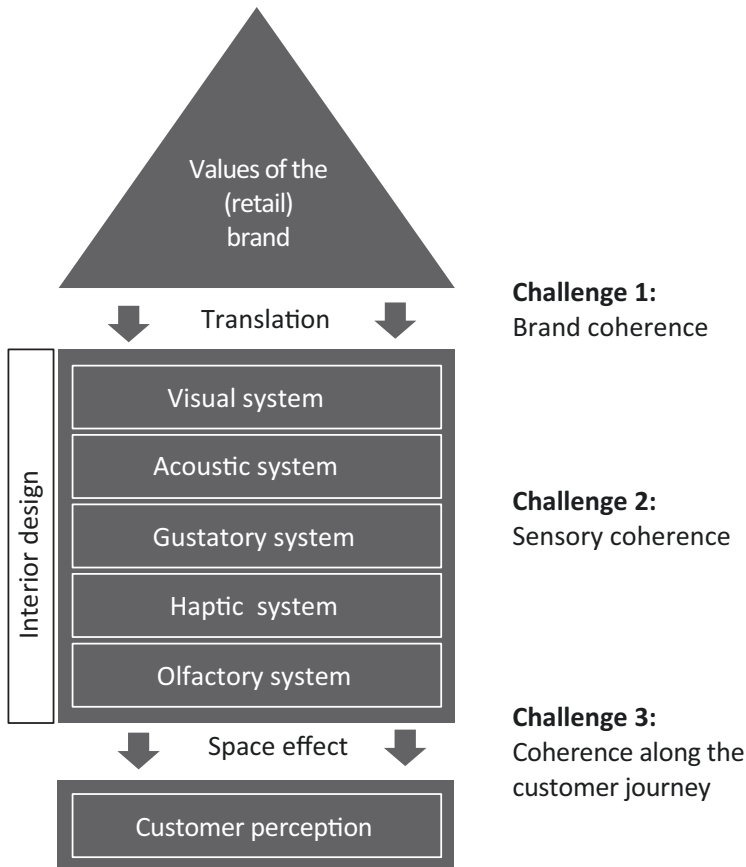 Values of the
(retail)
brand
Challenge 1:
Translation
Brand coherence
Interior design
Visual system
Acoustic system
Challenge 2:
Gustatory system
Sensory coherence
Haptic system
Olfactory system
Challenge 3:
Space effect
Coherence along the
customer journey
Customer perception